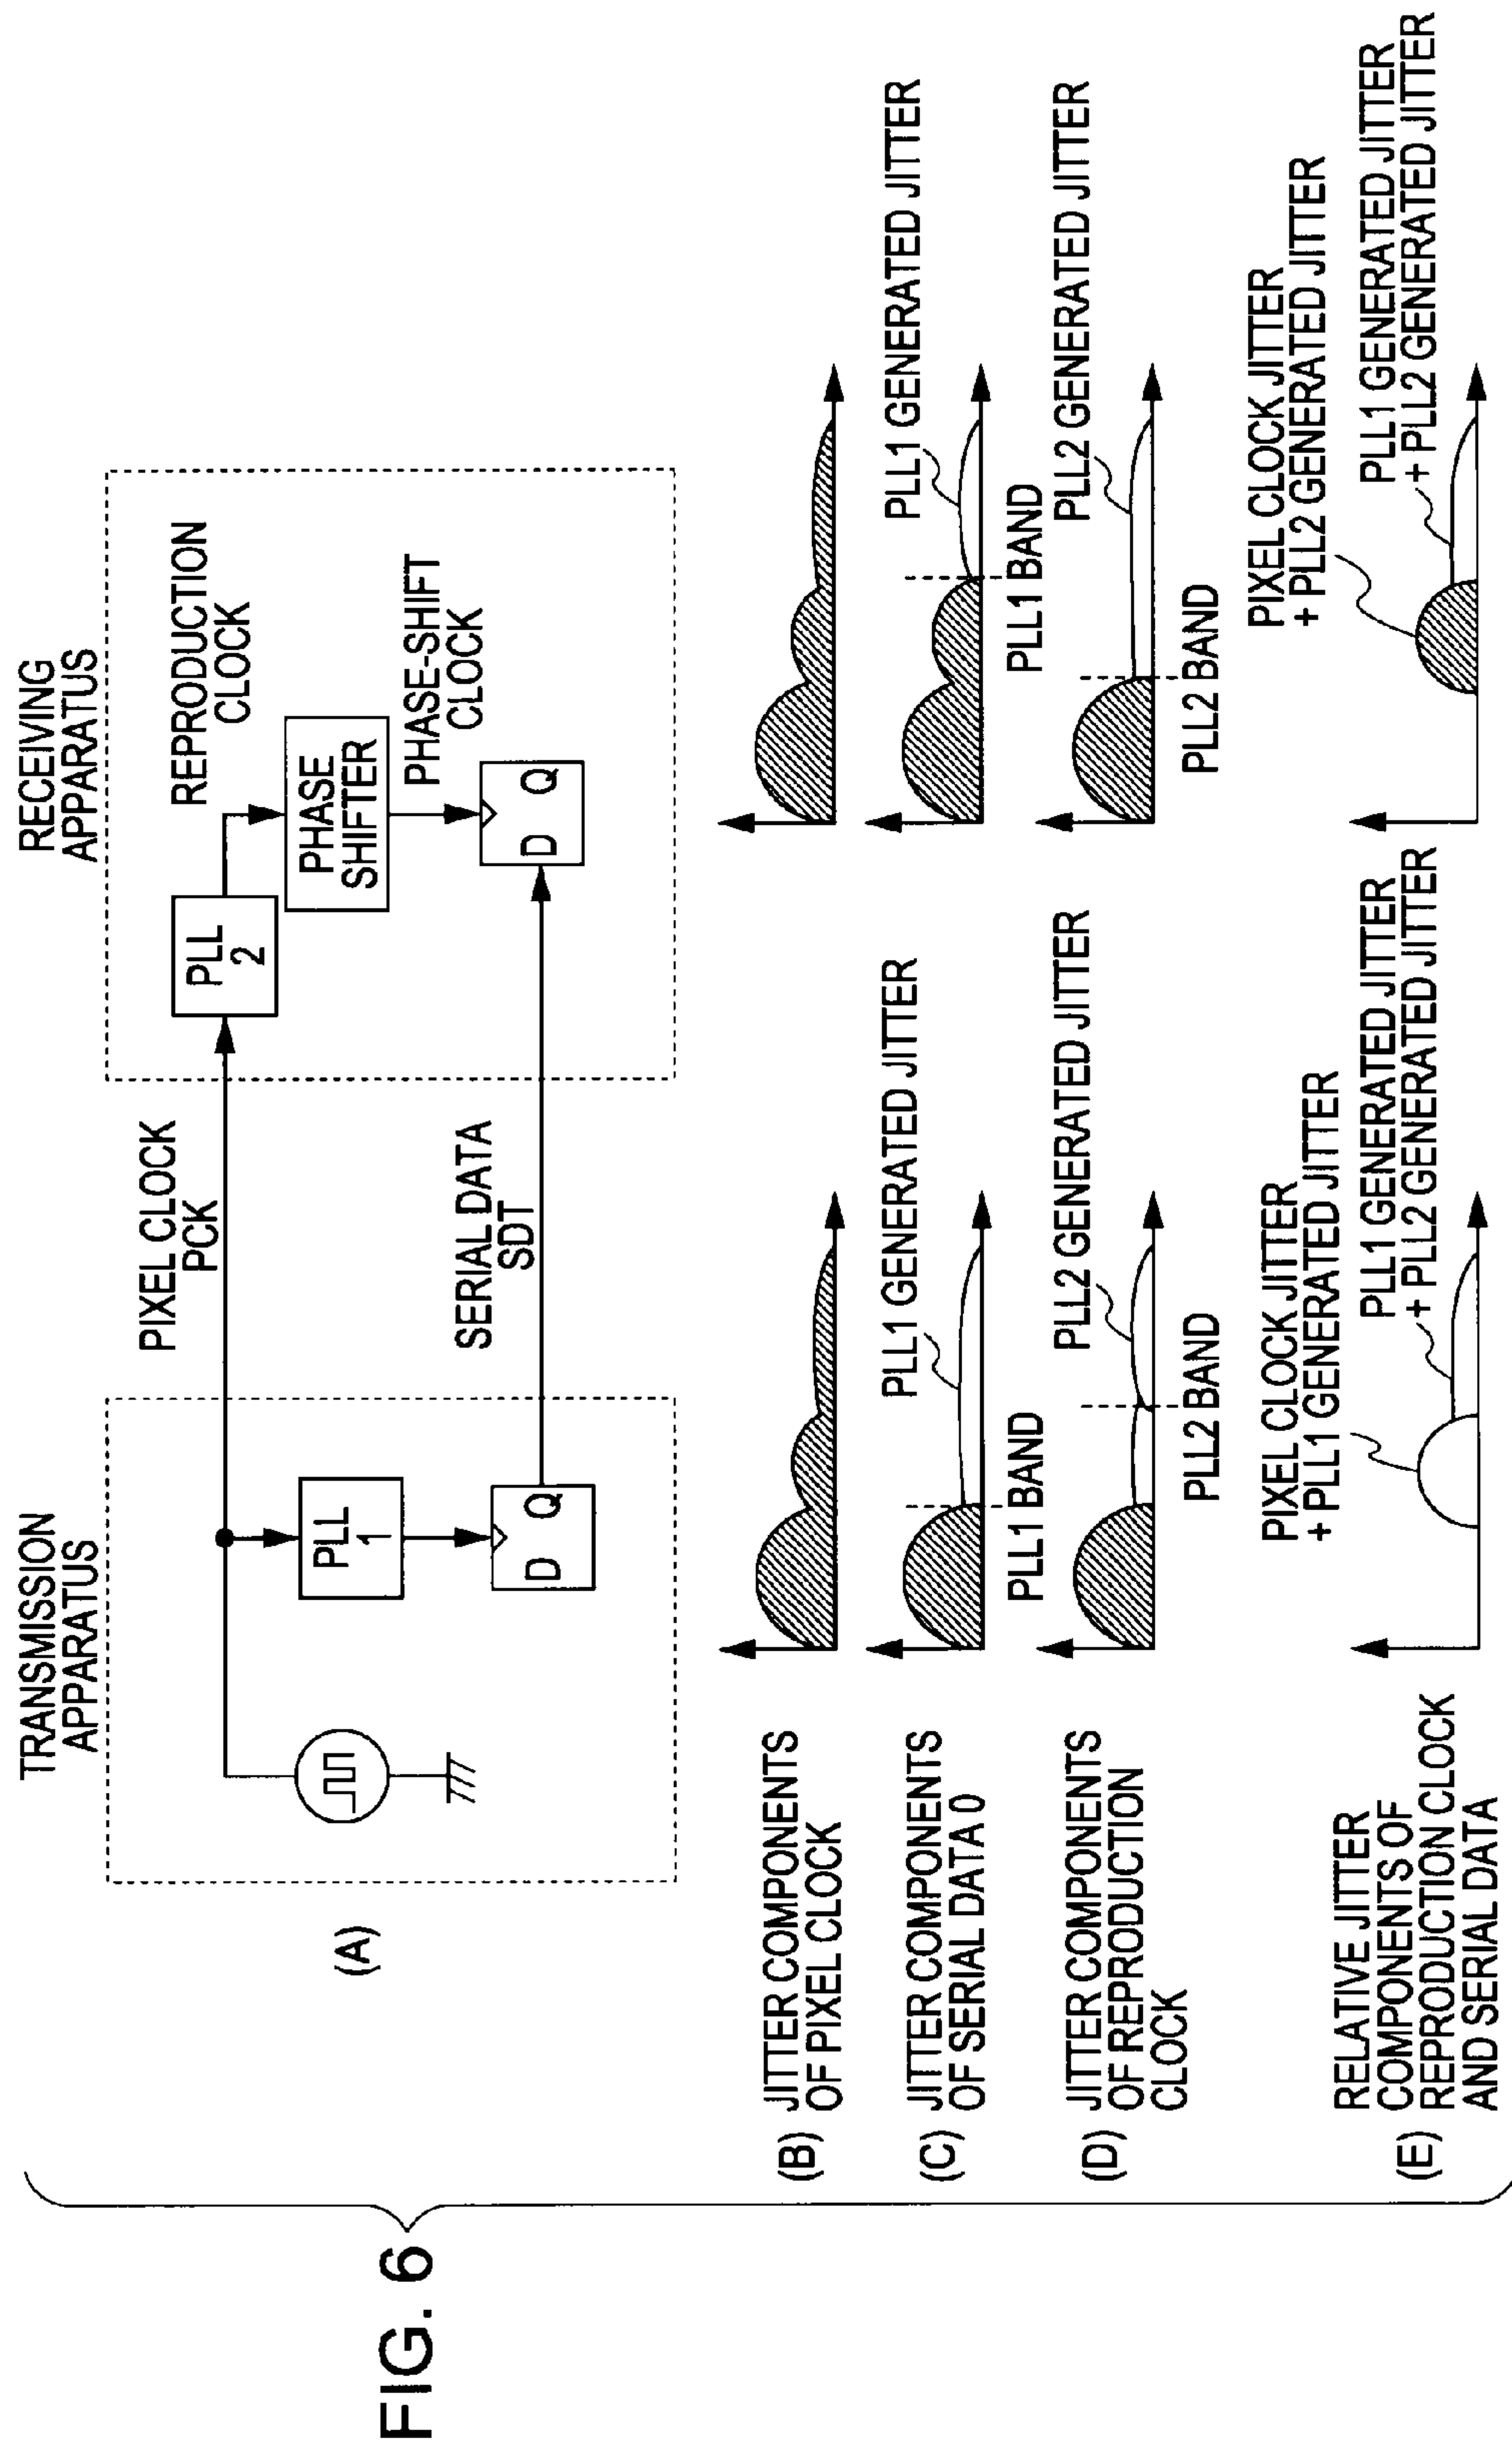 FIG. 6
(A)
TRANSMISSION
APPARATUS
PLL
1
D Q
PIXEL CLOCK
PCK
SERIAL DATA
SDT
RECEIVING
APPARATUS
PLL
2
REPRODUCTION
CLOCK
PHASE
SHIFTER
PHASE-SHIFT
CLOCK
D Q
(B) JITTER COMPONENTS
OF PIXEL CLOCK
(C) JITTER COMPONENTS
OF SERIAL DATA 0
PLL1 GENERATED JITTER
PLL1 BAND
PLL1 GENERATED JITTER
PLL1 BAND
(D) JITTER COMPONENTS
OF REPRODUCTION
CLOCK
PLL2 GENERATED JITTER
PLL2 BAND
PLL2 GENERATED JITTER
PLL2 BAND
(E) RELATIVE JITTER
COMPONENTS OF
REPRODUCTION CLOCK
AND SERIAL DATA
PIXEL CLOCK JITTER
+ PLL1 GENERATED JITTER
PLL1 GENERATED JITTER
+ PLL2 GENERATED JITTER
PIXEL CLOCK JITTER
+ PLL2 GENERATED JITTER
PLL1 GENERATED JITTER
+ PLL2 GENERATED JITTER